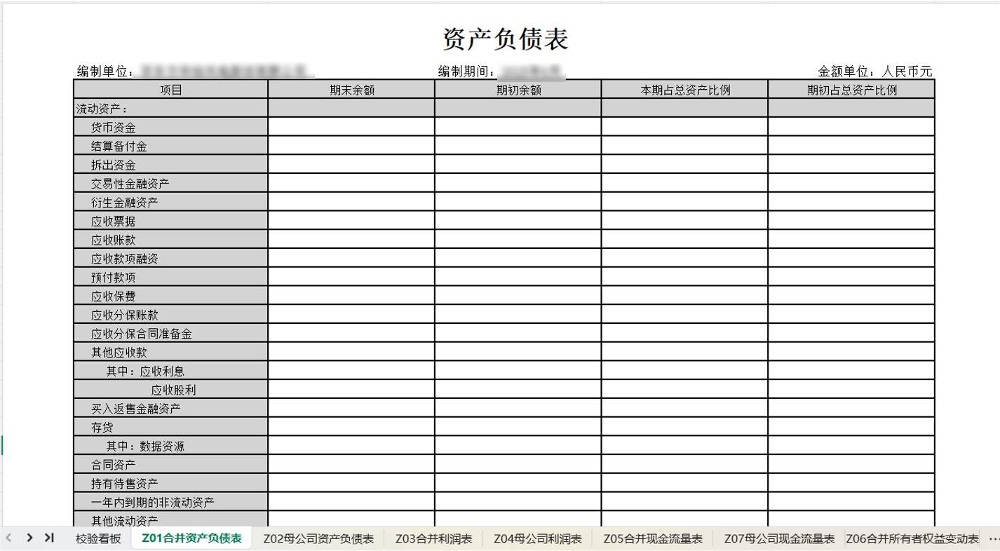 资产负债表
编制单位： 编制期间： 金额单位：人民币元
项目 期末余额 期初余额 本期占总资产比例 期初占总资产比例
流动资产：
货币资金
结算备付金
拆出资金
交易性金融资产
衍生金融资产
应收票据
应收账款
应收款项融资
预付款项
应收保费
应收分保账款
应收分保合同准备金
其他应收款
其中：应收利息
应收股利
买入返售金融资产
存货
其中：数据资源
合同资产
持有待售资产
一年内到期的非流动资产
其他流动资产
校验看板 Z01合并资产负债表 Z02母公司资产负债表 Z03合并利润表 Z04母公司利润表 Z05合并现金流量表 Z07母公司现金流量表 Z06合并所有者权益变动表 ...